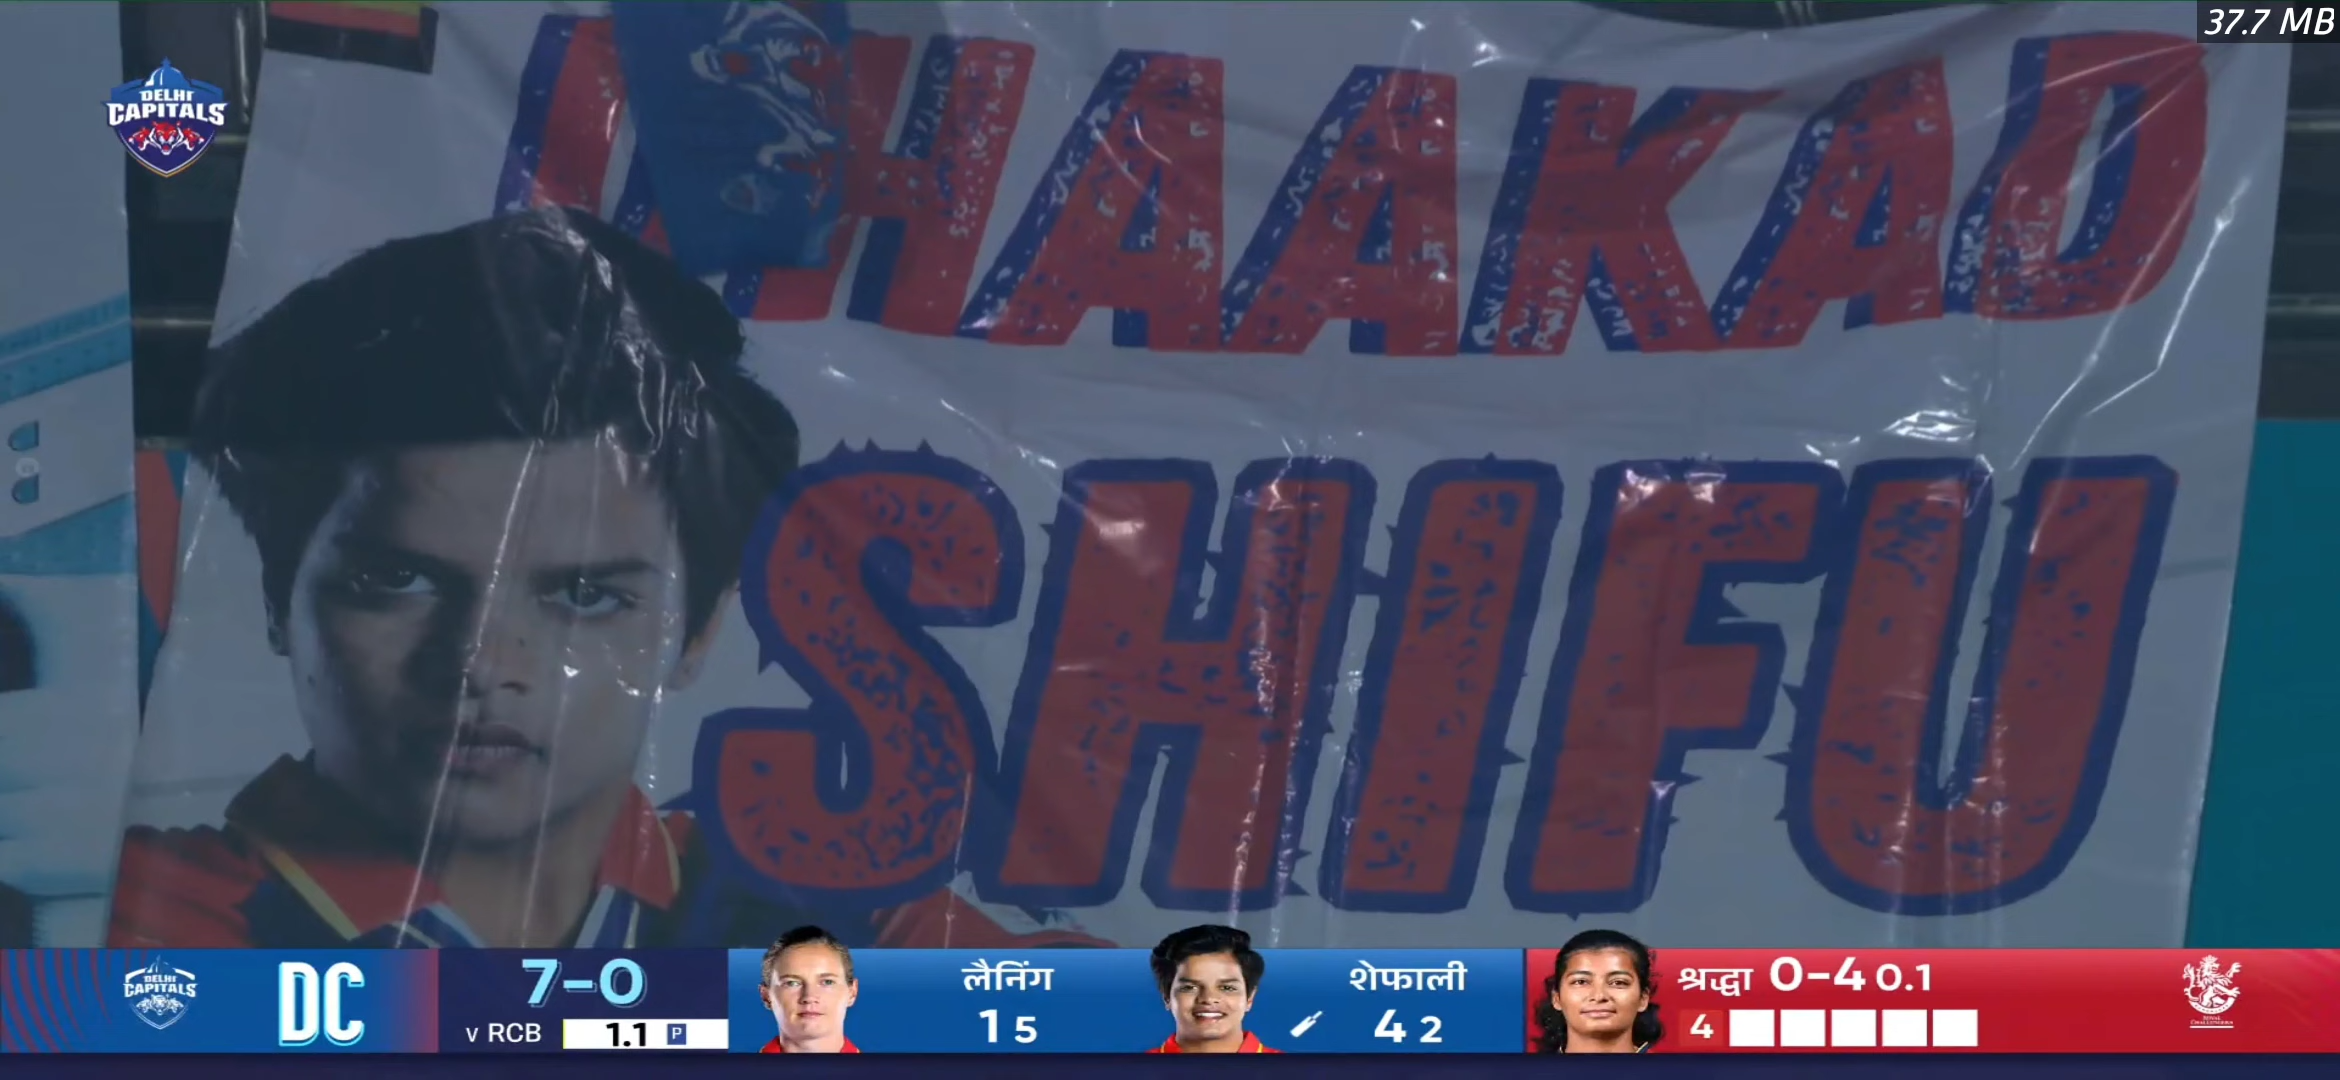 37.7 MB
DELHI
CAPITALS
DHAAKAD
SHIFU
DELHI
CAPITALS
DC
7-0
v RCB
1.1 P
लैनिंग
1 5
शेफाली
4 2
श्रद्धा 0-4 0.1
4